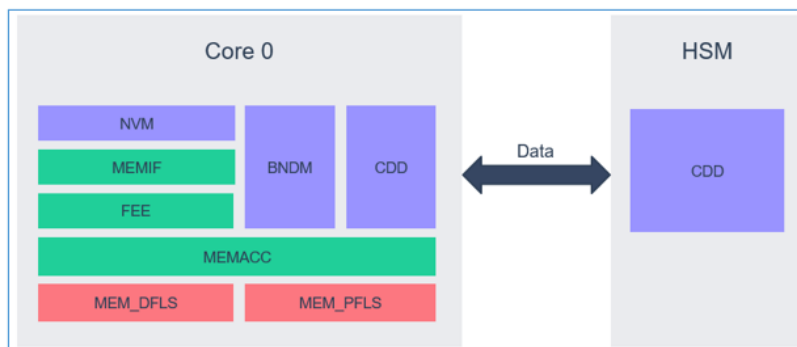 Core 0
HSM
NVM
MEMIF
FEE
BNDM
CDD
MEMACC
MEM_DFLS
MEM_PFLS
Data
CDD